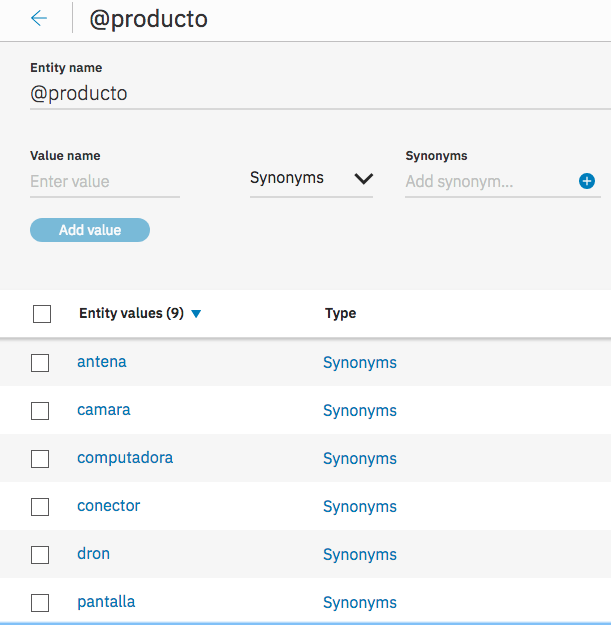 @producto
Entity name
@producto
Value name
Synonyms
Enter value
Synonyms
Add synonym...
Add value
Entity values (9)
Type
antena
Synonyms
camara
Synonyms
computadora
Synonyms
conector
Synonyms
dron
Synonyms
pantalla
Synonyms